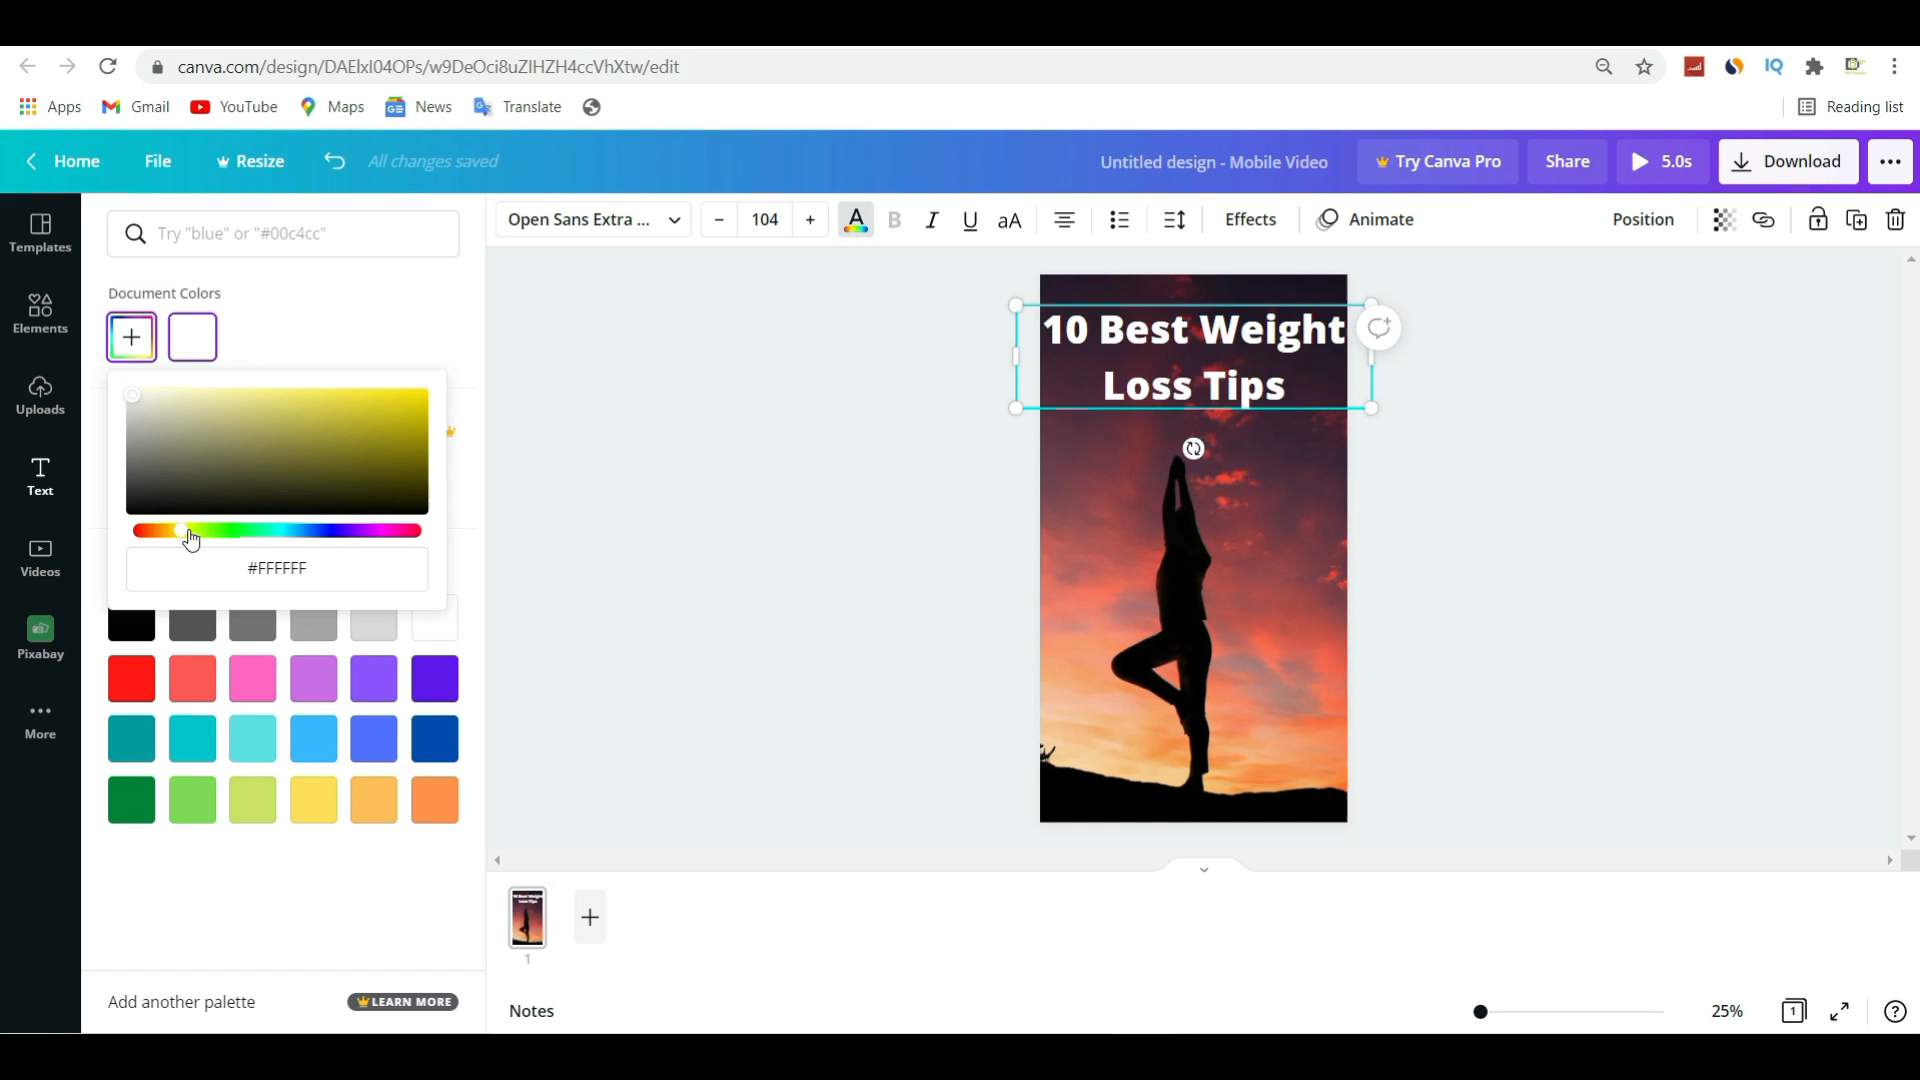 canva.com/design/DAElxI04OPs/w9DeOci8uZIHZH4ccVhXtw/edit
Apps Gmail YouTube Maps News Translate Reading list
Home File Resize All changes saved Untitled design - Mobile Video Try Canva Pro Share 5.0s Download
Templates
Elements
Uploads
Text
Videos
Pixabay
More
Try "blue" or "#00c4cc"
Document Colors
#FFFFFF
Add another palette LEARN MORE
Open Sans Extra ... 104 A B I U aA Effects Animate Position
10 Best Weight
Loss Tips
1
Notes 25% 1 ?